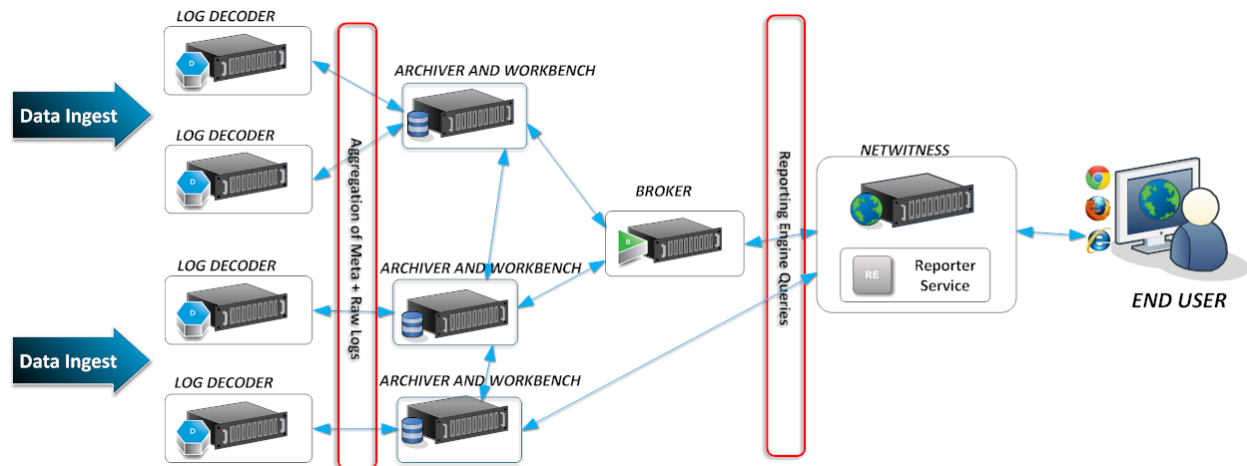 LOG DECODER
D
Data Ingest
LOG DECODER
D
Aggregation of Meta + Raw Logs
ARCHIVER AND WORKBENCH
BROKER
B
Reporting Engine Queries
NETWITNESS
RE
Reporter
Service
END USER
LOG DECODER
D
ARCHIVER AND WORKBENCH
Data Ingest
LOG DECODER
D
ARCHIVER AND WORKBENCH